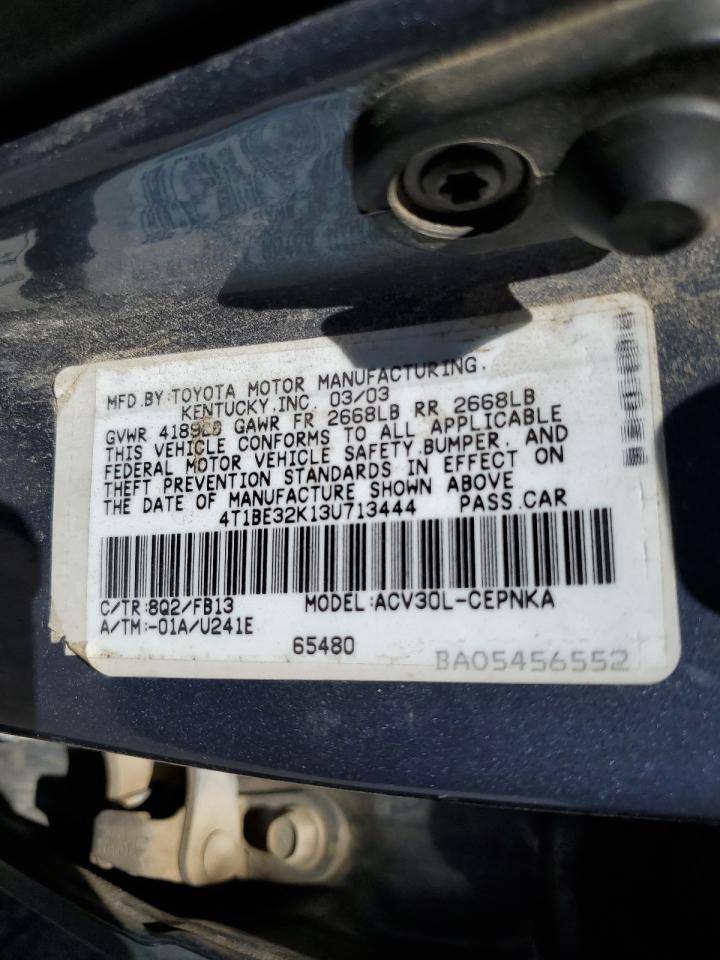 MFD.BY:TOYOTA MOTOR MANUFACTURING.
KENTUCKY,INC. 03/03
GVWR 4189LB GAWR FR 2668LB RR 2668LB
THIS VEHICLE CONFORMS TO ALL APPLICABLE
FEDERAL MOTOR VEHICLE SAFETY,BUMPER, AND
THEFT PREVENTION STANDARDS IN EFFECT ON
THE DATE OF MANUFACTURE SHOWN ABOVE
4T1BE32K13U713444 PASS.CAR
C/TR:8Q2/FB13 MODEL:ACV30L-CEPNKA
A/TM:-01A/U241E
65480 BA05456552